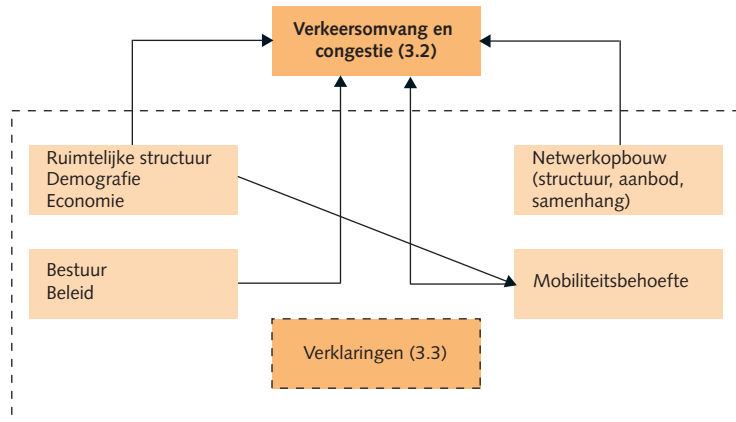 Verkeersomvang en
congestie (3.2)
Ruimtelijke structuur
Demografie
Economie
Netwerkopbouw
(structuur, aanbod,
samenhang)
Bestuur
Beleid
Mobiliteitsbehoefte
Verklaringen (3.3)